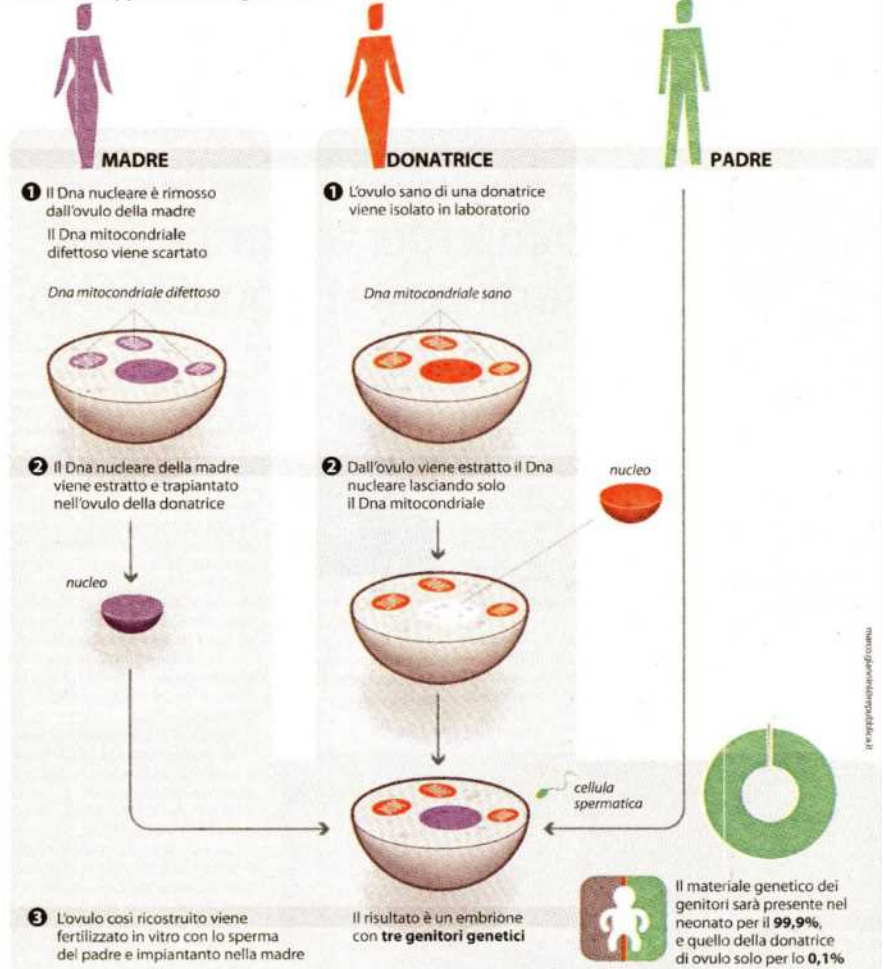 MADRE
DONATRICE
PADRE
1 Il Dna nucleare è rimosso
dall'ovulo della madre
Il Dna mitocondriale
difettoso viene scartato
1 L'ovulo sano di una donatrice
viene isolato in laboratorio
Dna mitocondriale difettoso
Dna mitocondriale sano
2 Il Dna nucleare della madre
viene estratto e trapiantato
nell'ovulo della donatrice
2 Dall'ovulo viene estratto il Dna
nucleare lasciando solo
il Dna mitocondriale
nucleo
nucleo
cellula
spermatica
3 L'ovulo così ricostruito viene
fertilizzato in vitro con lo sperma
del padre e impiantanto nella madre
Il risultato è un embrione
con tre genitori genetici
Il materiale genetico dei
genitori sarà presente nel
neonato per il 99,9%,
e quello della donatrice
di ovulo solo per lo 0,1%